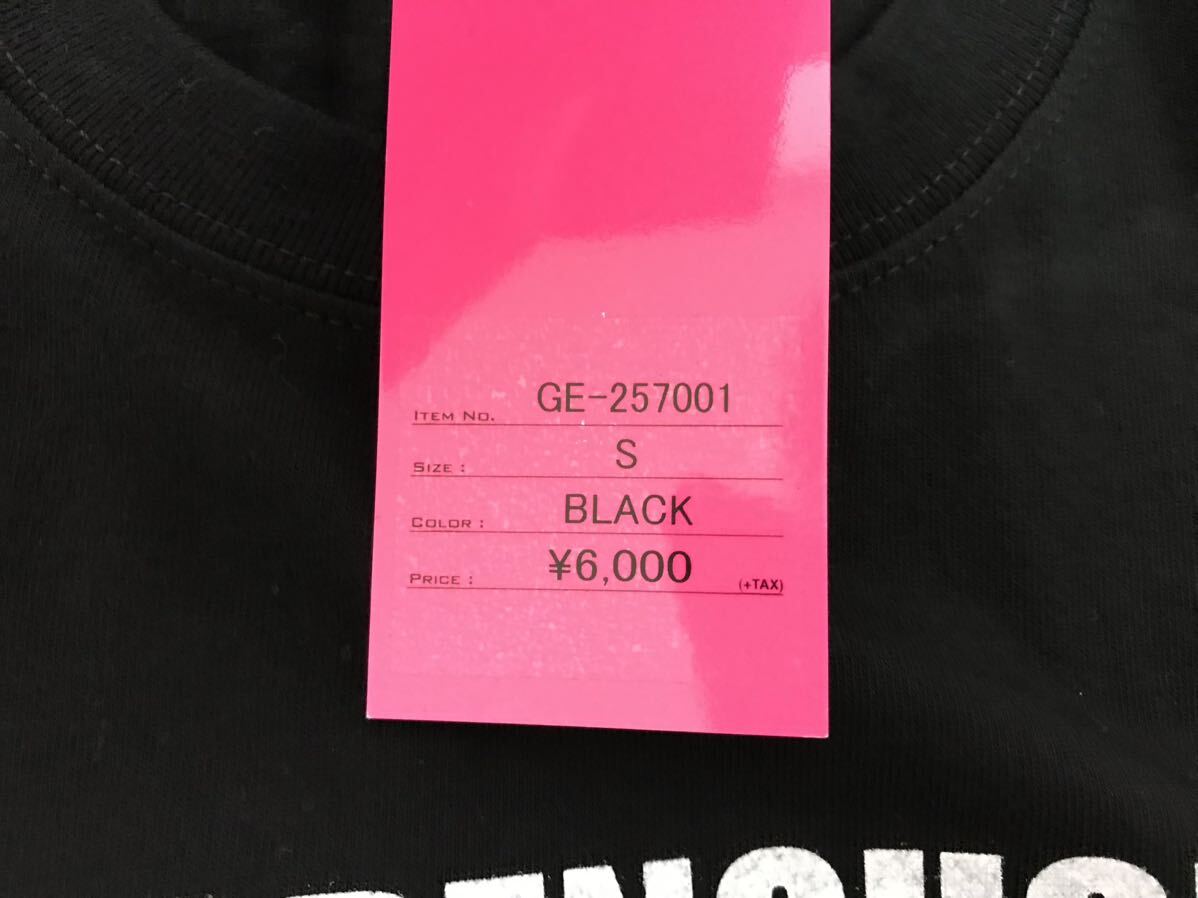 ITEM NO. GE-257001
SIZE : S
COLOR : BLACK
PRICE : ¥6,000 (+TAX)